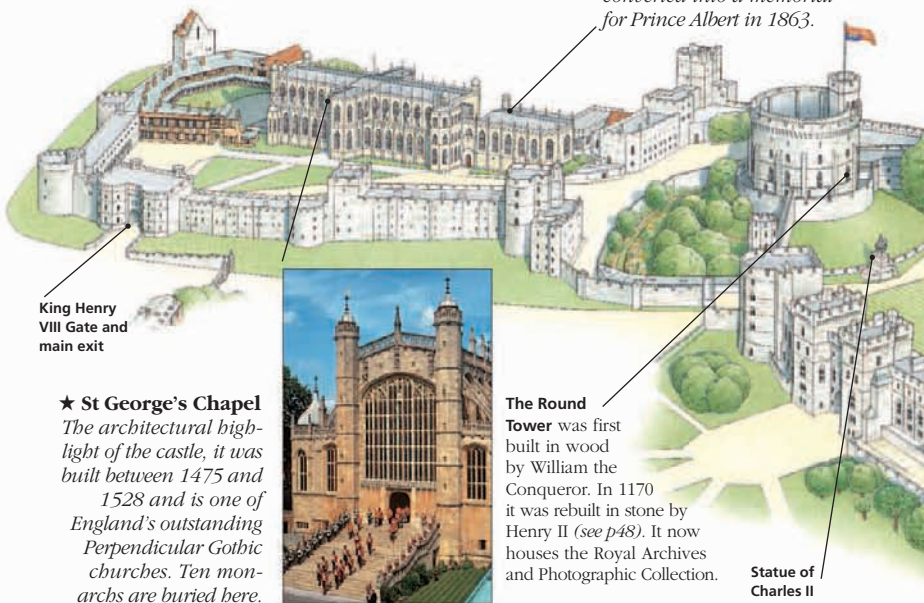 converted into a memorial
for Prince Albert in 1863.
King Henry
VIII Gate and
main exit
★ St George's Chapel
The architectural high-
light of the castle, it was
built between 1475 and
1528 and is one of
England's outstanding
Perpendicular Gothic
churches. Ten mon-
archs are buried here.
The Round
Tower was first
built in wood
by William the
Conqueror. In 1170
it was rebuilt in stone by
Henry II (see p48). It now
houses the Royal Archives
and Photographic Collection.
Statue of
Charles II